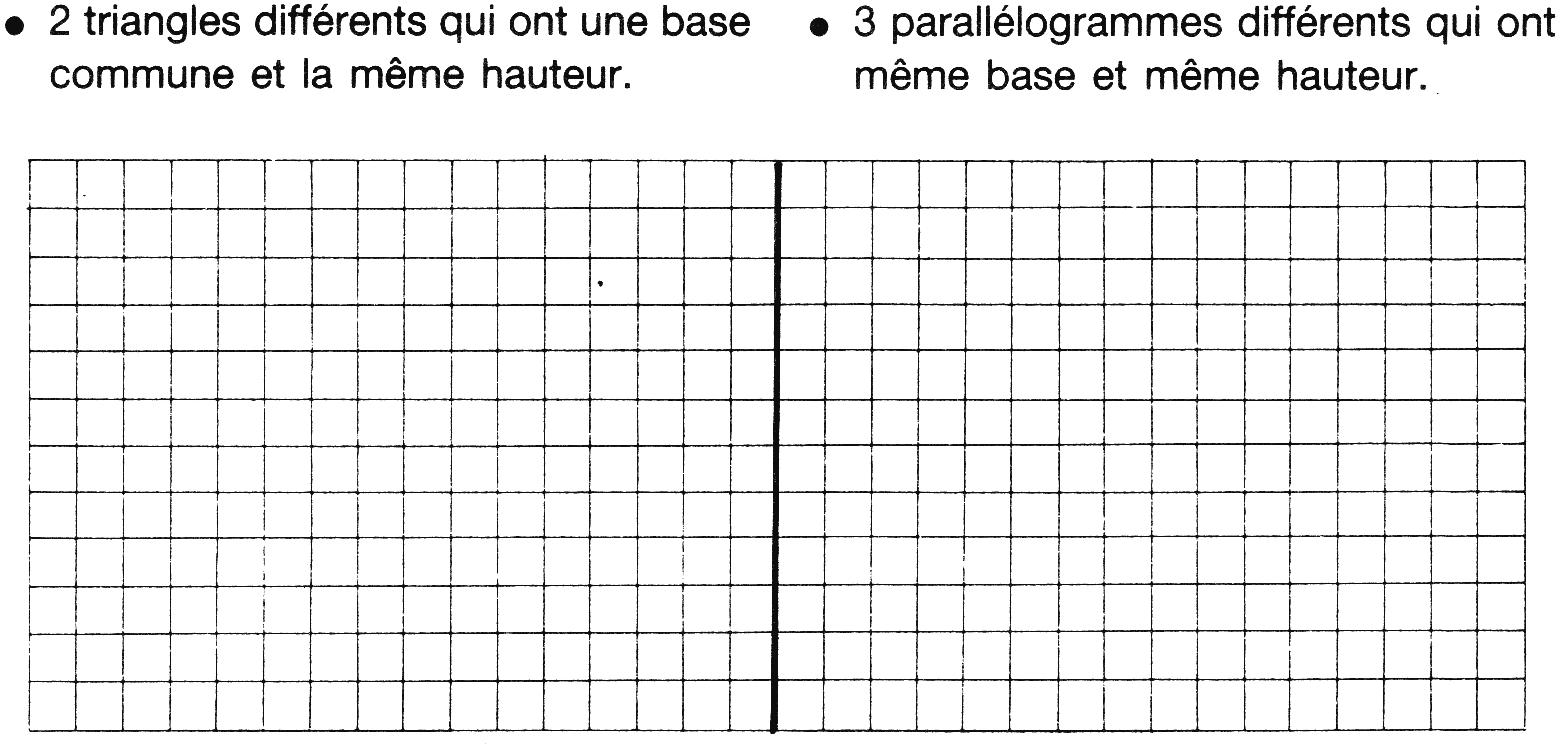 • 2 triangles différents qui ont une base
commune et la même hauteur.
• 3 parallélogrammes différents qui ont
même base et même hauteur.